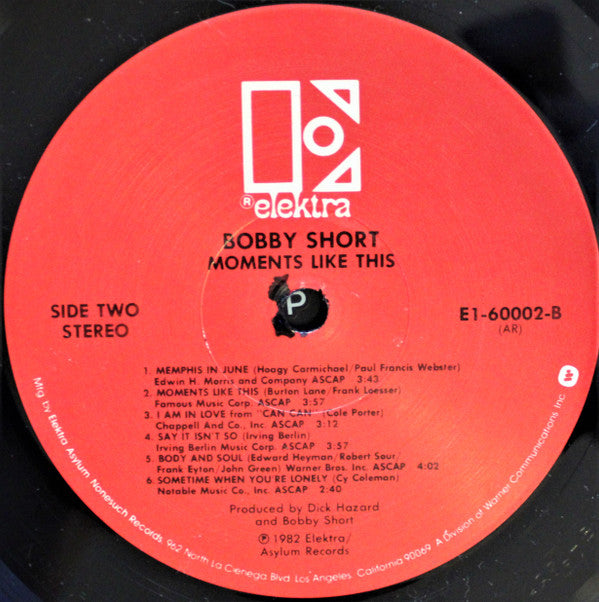 ® elektra
BOBBY SHORT
MOMENTS LIKE THIS
P
SIDE TWO
STEREO
E1-60002-B
(AR)
1. MEMPHIS IN JUNE (Hoagy Carmichael/Paul Francis Webster)
Edwin H. Morris and Company ASCAP 3:43
2. MOMENTS LIKE THIS (Burton Lane/Frank Loesser)
Famous Music Corp. ASCAP 3:57
3. I AM IN LOVE from "CAN CAN" (Cole Porter)
Chappell And Co., Inc. ASCAP 3:12
4. SAY IT ISN'T SO (Irving Berlin)
Irving Berlin Music Corp. ASCAP 3:57
5. BODY AND SOUL (Edward Heyman/Robert Sour/
Frank Eyton/John Green) Warner Bros. Inc. ASCAP 4:02
6. SOMETIME WHEN YOU'RE LONELY (Cy Coleman)
Notable Music Co., Inc. ASCAP 2:40
Produced by Dick Hazard
and Bobby Short
℗ 1982 Elektra/
Asylum Records
Mfg by Elektra Asylum Nonesuch Records. 962 North La Cienega Blvd. Los Angeles, California 90069 A Division of Warner Communications Inc.